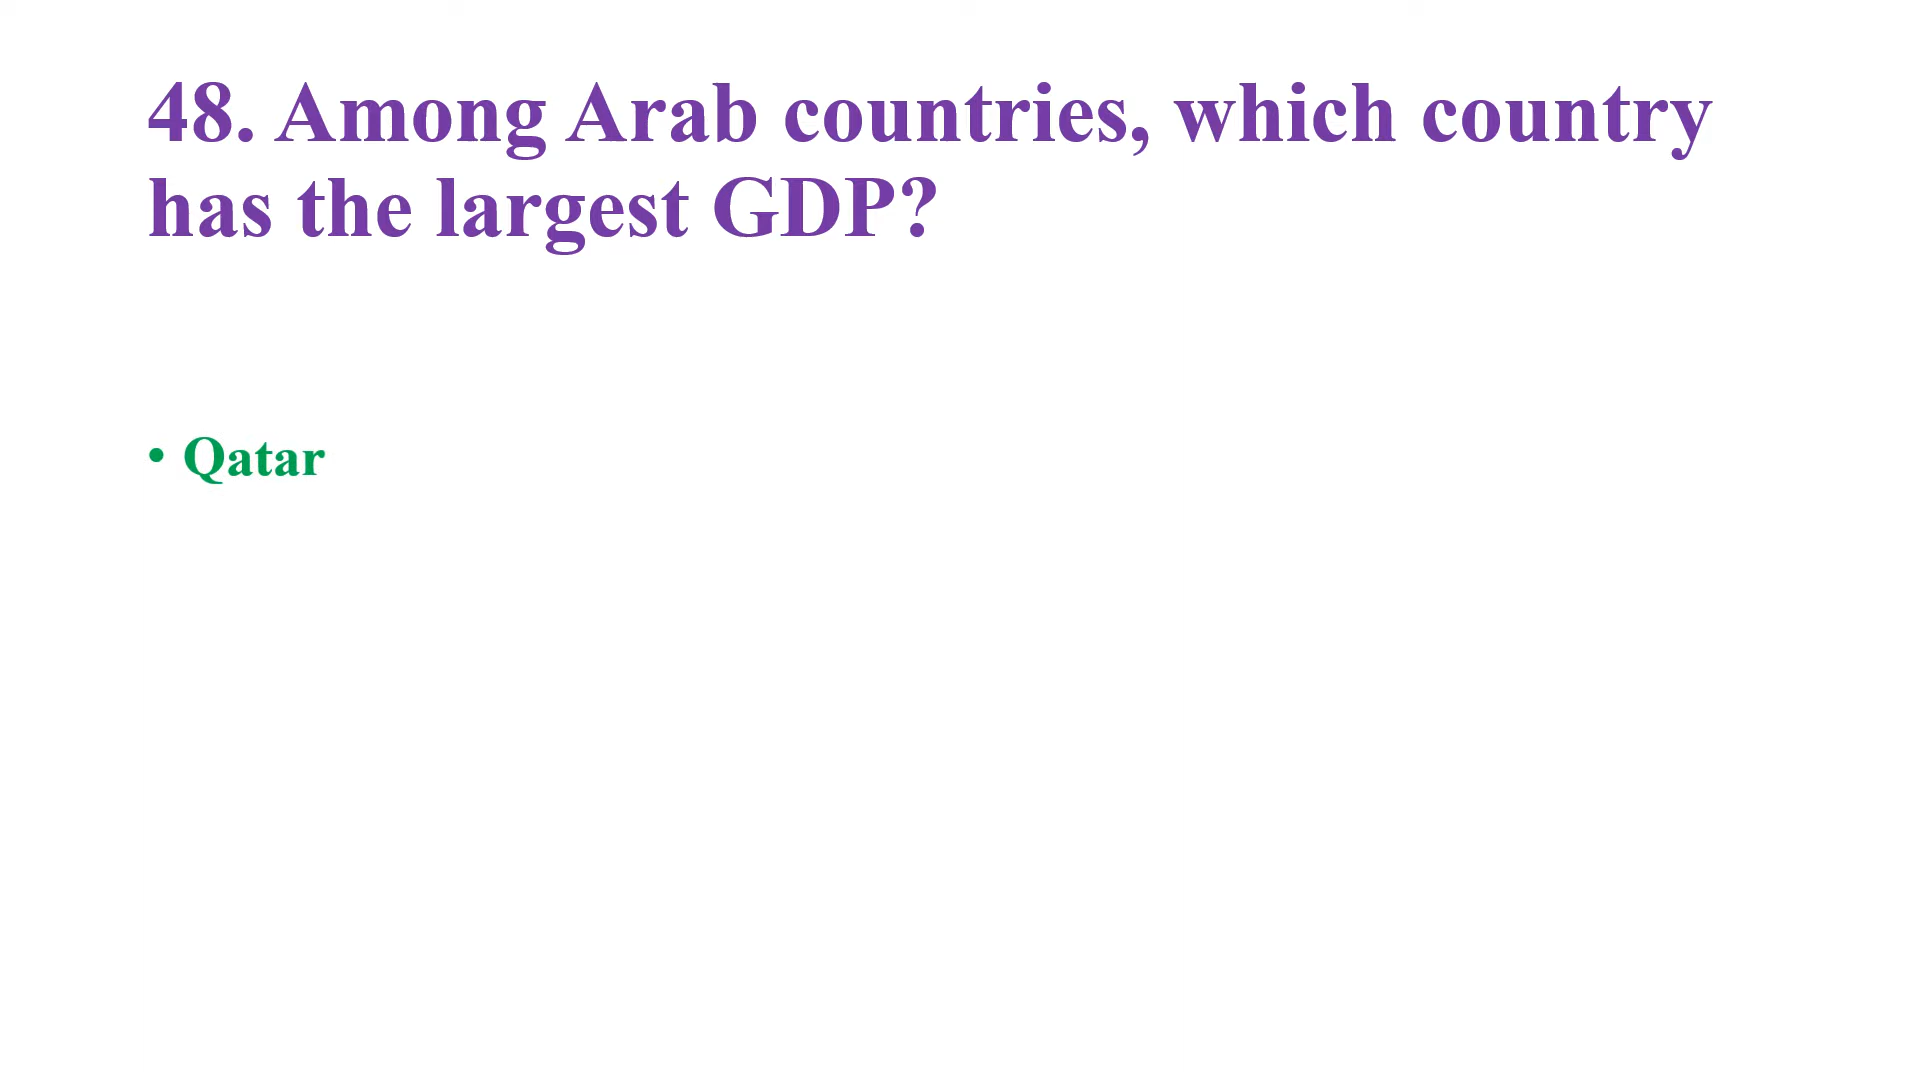 48. Among Arab countries, which country
has the largest GDP?
• Qatar